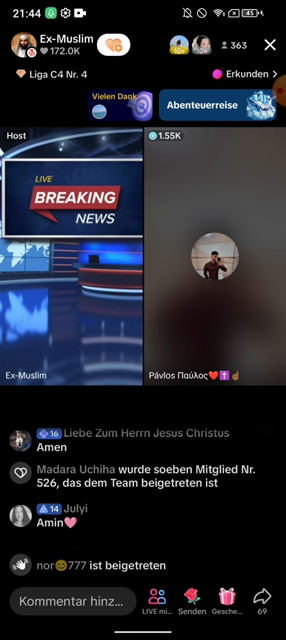 21:44
45
Ex-Muslim
172.0K
363
Liga C4 Nr. 4
Erkunden
Vielen Dank
Abenteuerreise
Host
1.55K
LIVE
BREAKING
NEWS
Ex-Muslim
Pávlos Παύλος❤️✝️☝🏾
16 Liebe Zum Herrn Jesus Christus
Amen
Madara Uchiha wurde soeben Mitglied Nr.
526, das dem Team beigetreten ist
14 Julyi
Amin🩷
nor😊777 ist beigetreten
Kommentar hinz...
LIVE mi...
Senden
Gesche...
69